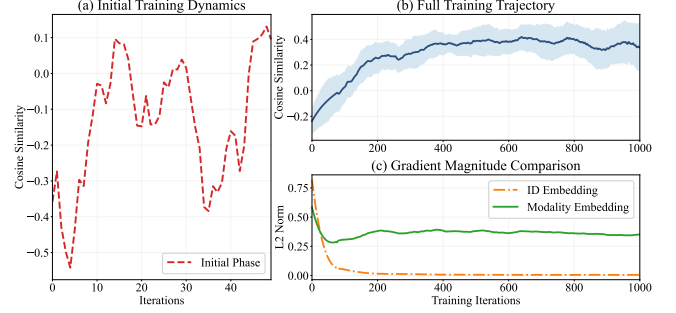 (a) Initial Training Dynamics
Cosine Similarity
0.1
0.0
−0.1
−0.2
−0.3
−0.4
−0.5
0
10
20
30
40
Iterations
Initial Phase
(b) Full Training Trajectory
Cosine Similarity
0.4
0.2
0.0
−0.2
0
200
400
600
800
1000
(c) Gradient Magnitude Comparison
L2 Norm
0.75
0.50
0.25
0.00
0
200
400
600
800
1000
Training Iterations
ID Embedding
Modality Embedding